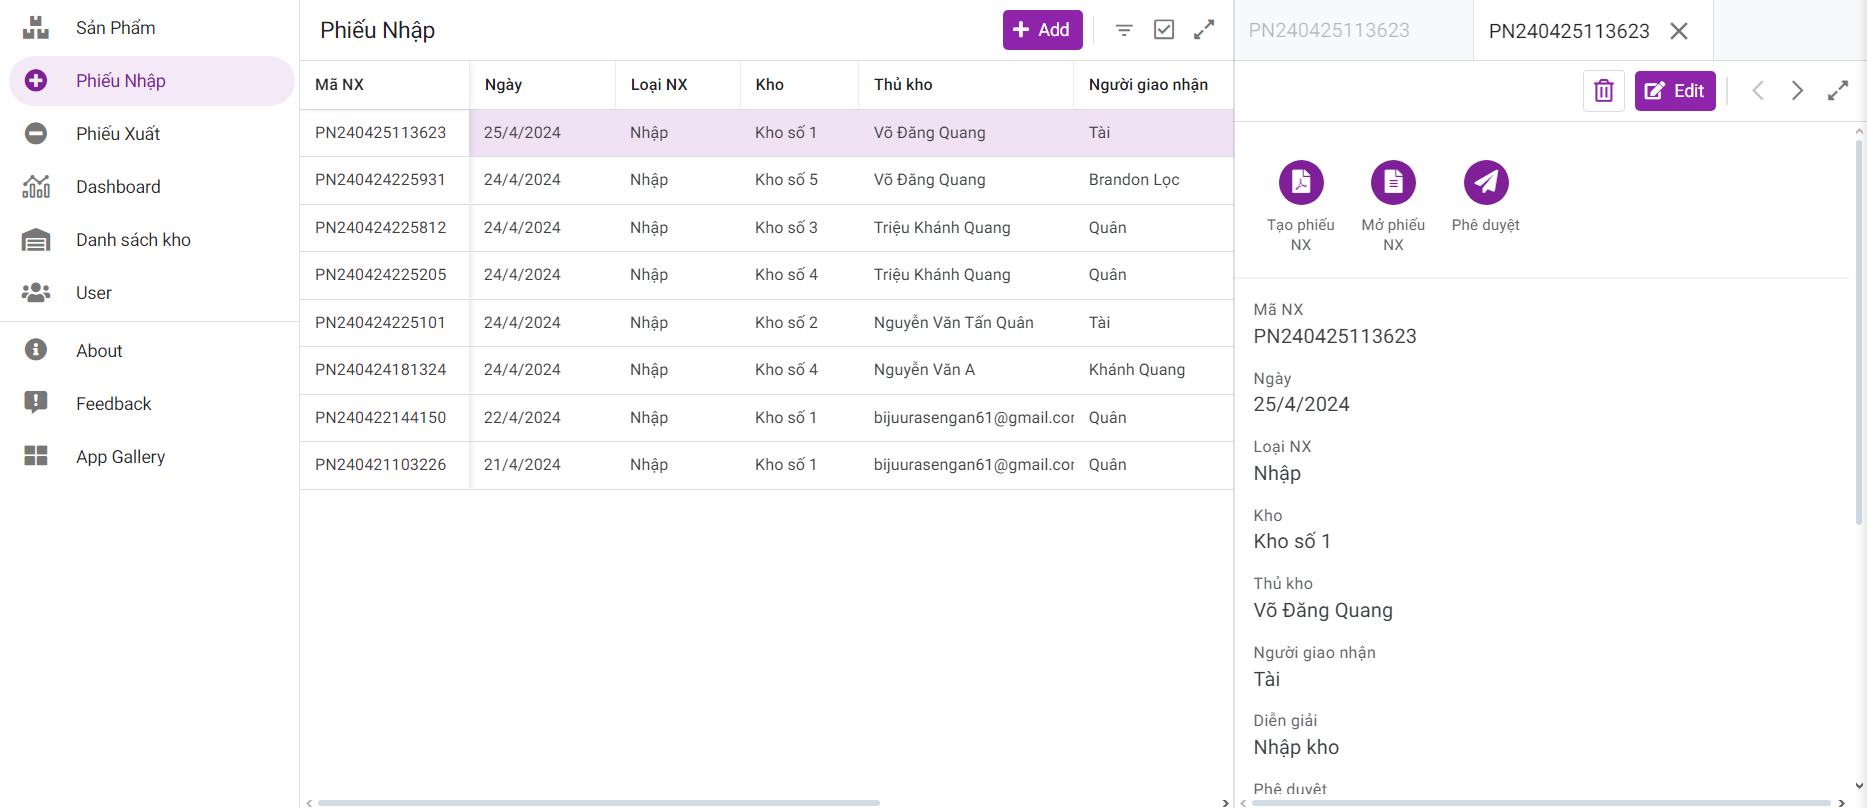 Sản Phẩm
Phiếu Nhập
Phiếu Xuất
Dashboard
Danh sách kho
User
About
Feedback
App Gallery
Phiếu Nhập
Add
Mã NX Ngày Loại NX Kho Thủ kho Người giao nhận
PN240425113623 25/4/2024 Nhập Kho số 1 Võ Đăng Quang Tài
PN240424225931 24/4/2024 Nhập Kho số 5 Võ Đăng Quang Brandon Lọc
PN240424225812 24/4/2024 Nhập Kho số 3 Triệu Khánh Quang Quân
PN240424225205 24/4/2024 Nhập Kho số 4 Triệu Khánh Quang Quân
PN240424225101 24/4/2024 Nhập Kho số 2 Nguyễn Văn Tấn Quân Tài
PN240424181324 24/4/2024 Nhập Kho số 4 Nguyễn Văn A Khánh Quang
PN240422144150 22/4/2024 Nhập Kho số 1 bijuurasengan61@gmail.cor Quân
PN240421103226 21/4/2024 Nhập Kho số 1 bijuurasengan61@gmail.cor Quân
PN240425113623 PN240425113623
Edit
Tạo phiếu NX
Mở phiếu NX
Phê duyệt
Mã NX
PN240425113623
Ngày
25/4/2024
Loại NX
Nhập
Kho
Kho số 1
Thủ kho
Võ Đăng Quang
Người giao nhận
Tài
Diễn giải
Nhập kho
Phê duyệt